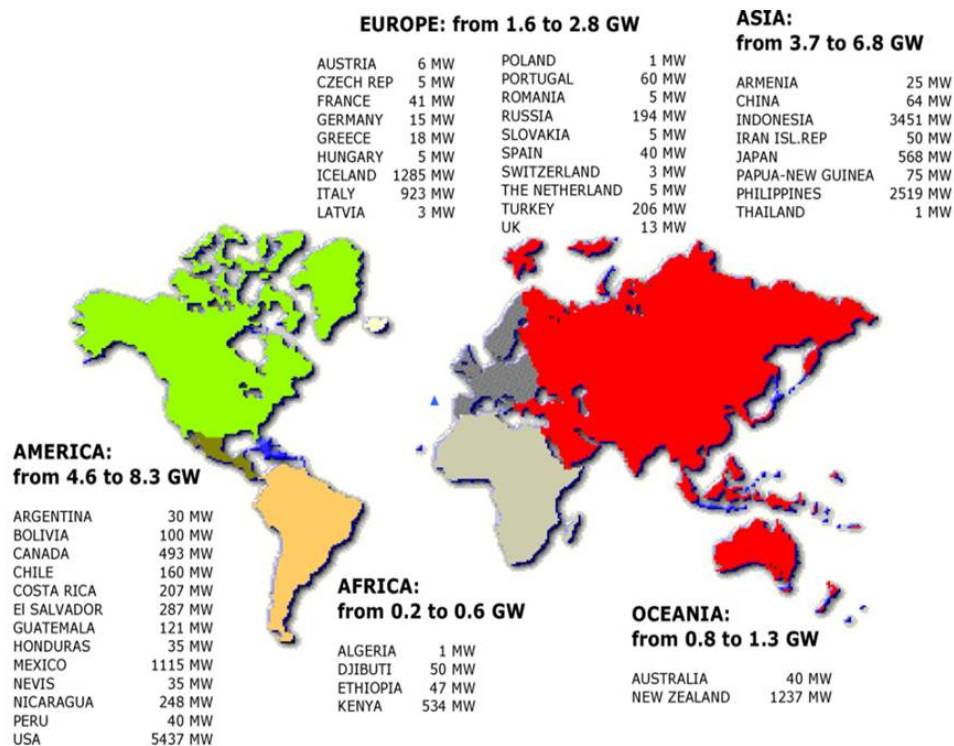 EUROPE: from 1.6 to 2.8 GW
AUSTRIA 6 MW
CZECH REP 5 MW
FRANCE 41 MW
GERMANY 15 MW
GREECE 18 MW
HUNGARY 5 MW
ICELAND 1285 MW
ITALY 923 MW
LATVIA 3 MW
POLAND 1 MW
PORTUGAL 60 MW
ROMANIA 5 MW
RUSSIA 194 MW
SLOVAKIA 5 MW
SPAIN 40 MW
SWITZERLAND 3 MW
THE NETHERLAND 5 MW
TURKEY 206 MW
UK 13 MW
ASIA:
from 3.7 to 6.8 GW
ARMENIA 25 MW
CHINA 64 MW
INDONESIA 3451 MW
IRAN ISL.REP 50 MW
JAPAN 568 MW
PAPUA-NEW GUINEA 75 MW
PHILIPPINES 2519 MW
THAILAND 1 MW
AMERICA:
from 4.6 to 8.3 GW
ARGENTINA 30 MW
BOLIVIA 100 MW
CANADA 493 MW
CHILE 160 MW
COSTA RICA 207 MW
El SALVADOR 287 MW
GUATEMALA 121 MW
HONDURAS 35 MW
MEXICO 1115 MW
NEVIS 35 MW
NICARAGUA 248 MW
PERU 40 MW
USA 5437 MW
AFRICA:
from 0.2 to 0.6 GW
ALGERIA 1 MW
DJIBUTI 50 MW
ETHIOPIA 47 MW
KENYA 534 MW
OCEANIA:
from 0.8 to 1.3 GW
AUSTRALIA 40 MW
NEW ZEALAND 1237 MW